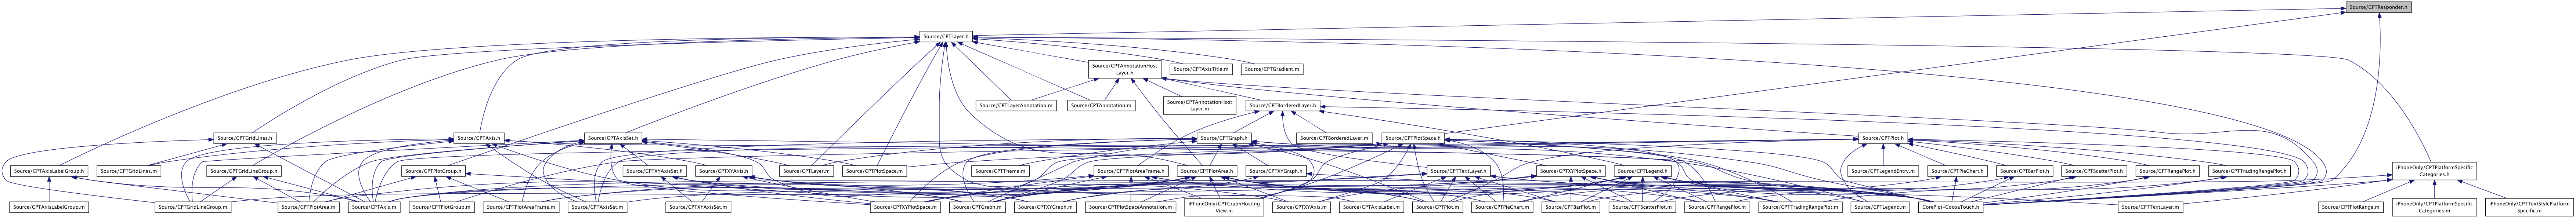 Source/CPTResponder.h
Source/CPTLayer.h
Source/CPTAnnotationHost
Layer.h
Source/CPTAxisTitle.m
Source/CPTGradient.m
Source/CPTLayerAnnotation.m
Source/CPTAnnotation.m
Source/CPTAnnotationHost
Layer.m
Source/CPTBorderedLayer.h
Source/CPTGridLines.h
Source/CPTAxis.h
Source/CPTAxisSet.h
Source/CPTGraph.h
Source/CPTBorderedLayer.m
Source/CPTPlotSpace.h
Source/CPTPlot.h
Source/CPTAxisLabelGroup.h
Source/CPTGridLines.m
Source/CPTGridLineGroup.h
Source/CPTPlotGroup.h
Source/CPTXYAxisSet.h
Source/CPTXYAxis.h
Source/CPTLayer.m
Source/CPTPlotSpace.m
Source/CPTTheme.m
Source/CPTPlotAreaFrame.h
Source/CPTPlotArea.h
Source/CPTXYGraph.h
Source/CPTTextLayer.h
Source/CPTXYPlotSpace.h
Source/CPTLegend.h
Source/CPTLegendEntry.m
Source/CPTPieChart.h
Source/CPTBarPlot.h
Source/CPTScatterPlot.h
Source/CPTRangePlot.h
Source/CPTTradingRangePlot.h
iPhoneOnly/CPTPlatformSpecific
Categories.h
Source/CPTAxisLabelGroup.m
Source/CPTGridLineGroup.m
Source/CPTPlotArea.m
Source/CPTAxis.m
Source/CPTPlotGroup.m
Source/CPTPlotAreaFrame.m
Source/CPTAxisSet.m
Source/CPTXYAxisSet.m
Source/CPTXYPlotSpace.m
Source/CPTGraph.m
Source/CPTXYGraph.m
Source/CPTPlotSpaceAnnotation.m
iPhoneOnly/CPTGraphHosting
View.m
Source/CPTXYAxis.m
Source/CPTAxisLabel.m
Source/CPTPlot.m
Source/CPTPieChart.m
Source/CPTBarPlot.m
Source/CPTScatterPlot.m
Source/CPTRangePlot.m
Source/CPTTradingRangePlot.m
Source/CPTLegend.m
CorePlot-CocoaTouch.h
Source/CPTTextLayer.m
Source/CPTPlotRange.m
iPhoneOnly/CPTPlatformSpecific
Categories.m
iPhoneOnly/CPTTextStylePlatform
Specific.m